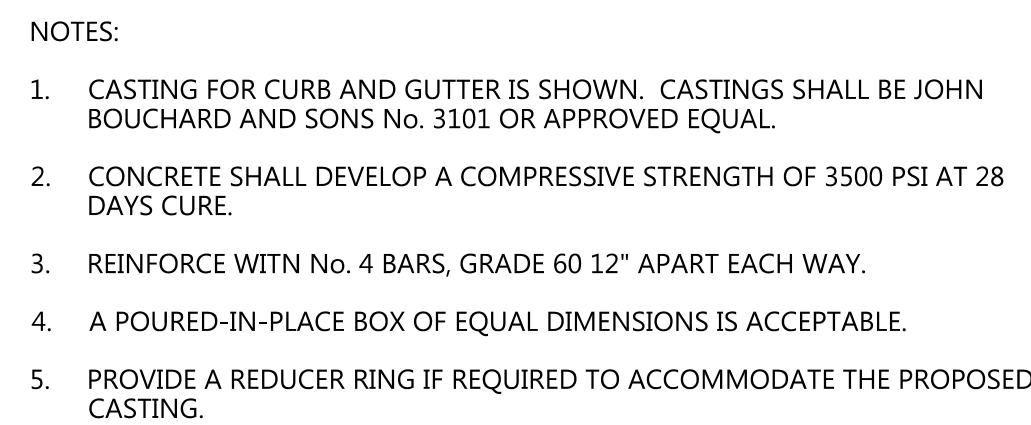 NOTES:
1. CASTING FOR CURB AND GUTTER IS SHOWN. CASTINGS SHALL BE JOHN
BOUCHARD AND SONS No. 3101 OR APPROVED EQUAL.
2. CONCRETE SHALL DEVELOP A COMPRESSIVE STRENGTH OF 3500 PSI AT 28
DAYS CURE.
3. REINFORCE WITN No. 4 BARS, GRADE 60 12" APART EACH WAY.
4. A POURED-IN-PLACE BOX OF EQUAL DIMENSIONS IS ACCEPTABLE.
5. PROVIDE A REDUCER RING IF REQUIRED TO ACCOMMODATE THE PROPOSED
CASTING.